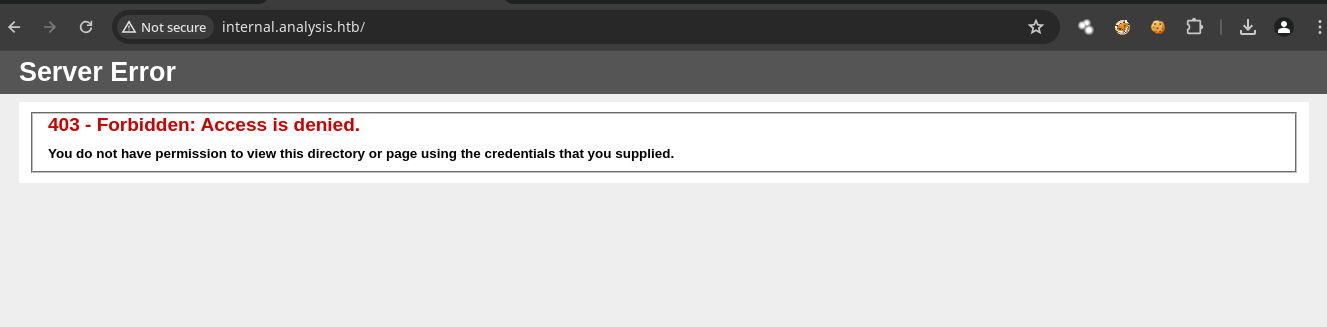 Not secure internal.analysis.htb/
Server Error
403 - Forbidden: Access is denied.
You do not have permission to view this directory or page using the credentials that you supplied.